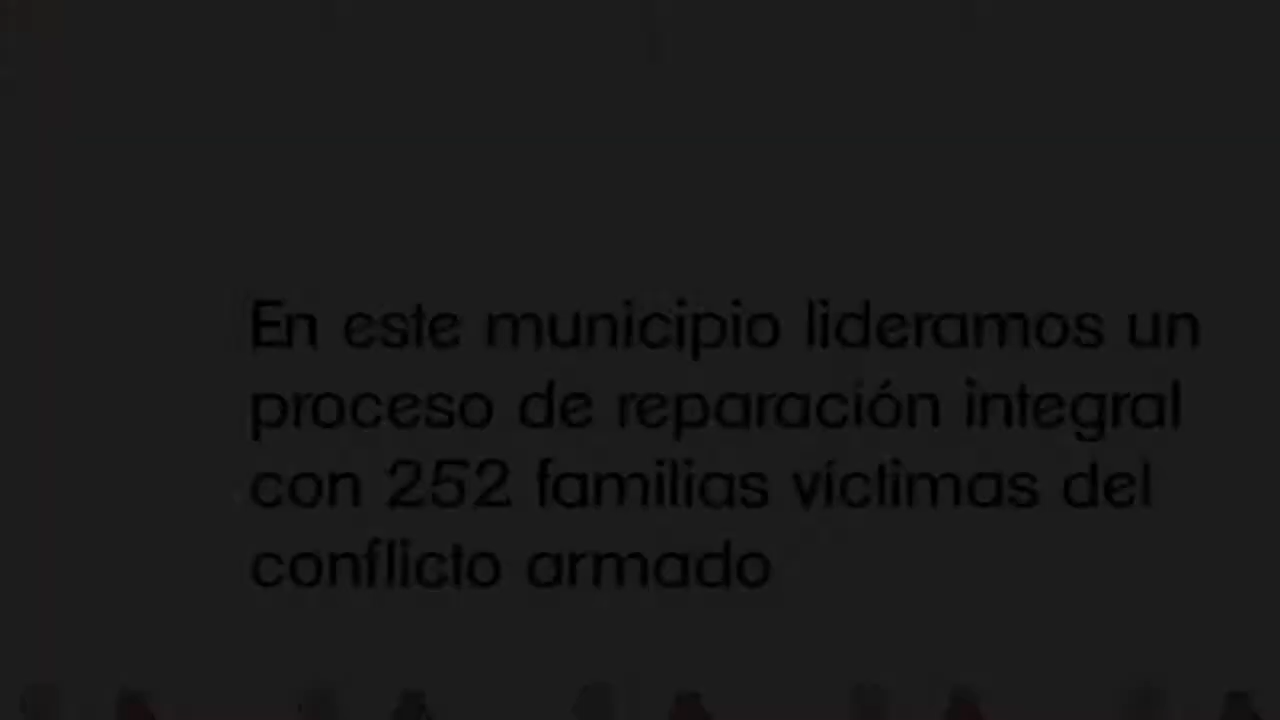 En este municipio lideramos un
proceso de reparación integral
con 252 familias víctimas del
conflicto armado